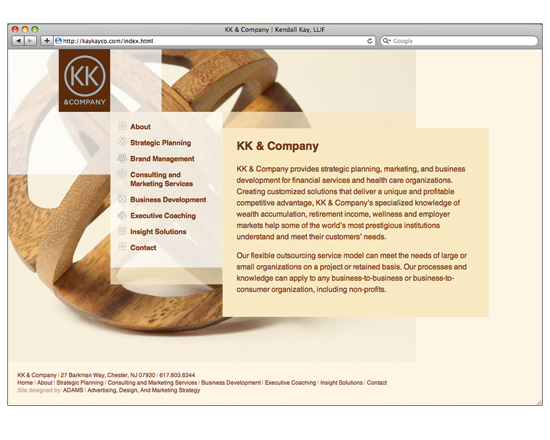 KK & Company | Kendall Kay, LLIF
http://kaykayco.com/index.html
Google
KK
&COMPANY
About
Strategic Planning
Brand Management
Consulting and
Marketing Services
Business Development
Executive Coaching
Insight Solutions
Contact
KK & Company
KK & Company provides strategic planning, marketing, and business
development for financial services and health care organizations.
Creating customized solutions that deliver a unique and profitable
competitive advantage, KK & Company's specialized knowledge of
wealth accumulation, retirement income, wellness and employer
markets help some of the world's most prestigious institutions
understand and meet their customers' needs.
Our flexible outsourcing service model can meet the needs of large or
small organizations on a project or retained basis. Our processes and
knowledge can apply to any business-to-business or business-to-
consumer organization, including non-profits.
KK & Company | 27 Barkman Way, Chester, NJ 07930 | 617.803.6344
Home | About | Strategic Planning | Consulting and Marketing Services | Business Development | Executive Coaching | Insight Solutions | Contact
Site designed by: ADAMS | Advertising, Design, And Marketing Strategy